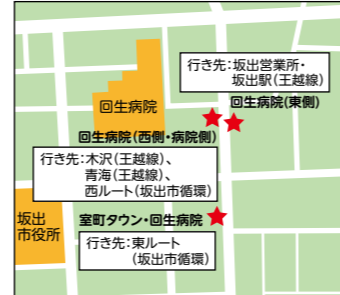 行き先：坂出営業所・
坂出駅（王越線）
回生病院（東側）
回生病院
回生病院（西側・病院側）
行き先：木沢（王越線）、
青海（王越線）、
西ルート（坂出市循環）
坂出
市役所
室町タウン・回生病院
行き先：東ルート
（坂出市循環）